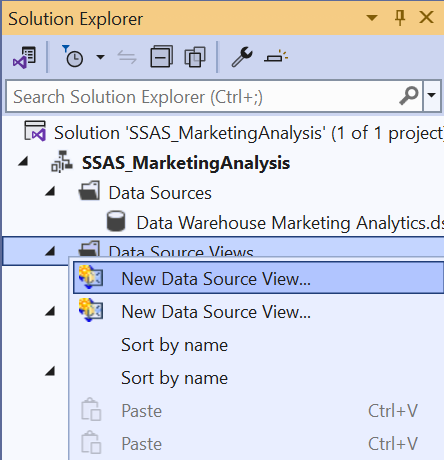 Solution Explorer
Search Solution Explorer (Ctrl+;)
Solution 'SSAS_MarketingAnalysis' (1 of 1 project
SSAS_MarketingAnalysis
Data Sources
Data Warehouse Marketing Analytics.ds
Data Source Views
New Data Source View...
New Data Source View...
Sort by name
Sort by name
Paste Ctrl+V
Paste Ctrl+V